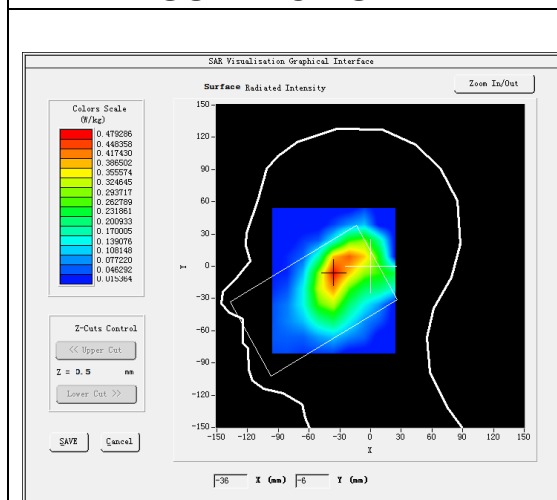 SAR Visualisation Graphical Interface
Surface Radiated Intensity
Zoom In/Out
Colors Scale
(W/kg)
0.479286
0.448358
0.417430
0.386502
0.355574
0.324645
0.293717
0.262789
0.231861
0.200933
0.170005
0.139076
0.108148
0.077220
0.046292
0.015364
Z-Cuts Control
<< Upper Cut
Z = 0.5 mm
Lower Cut >>
SAVE Cancel
150
120
90
60
30
0
-30
-60
-90
-120
-150
Y
-150 -120 -90 -60 -30 0 30 60 90 120 150
X
-36 X (mm) -6 Y (mm)